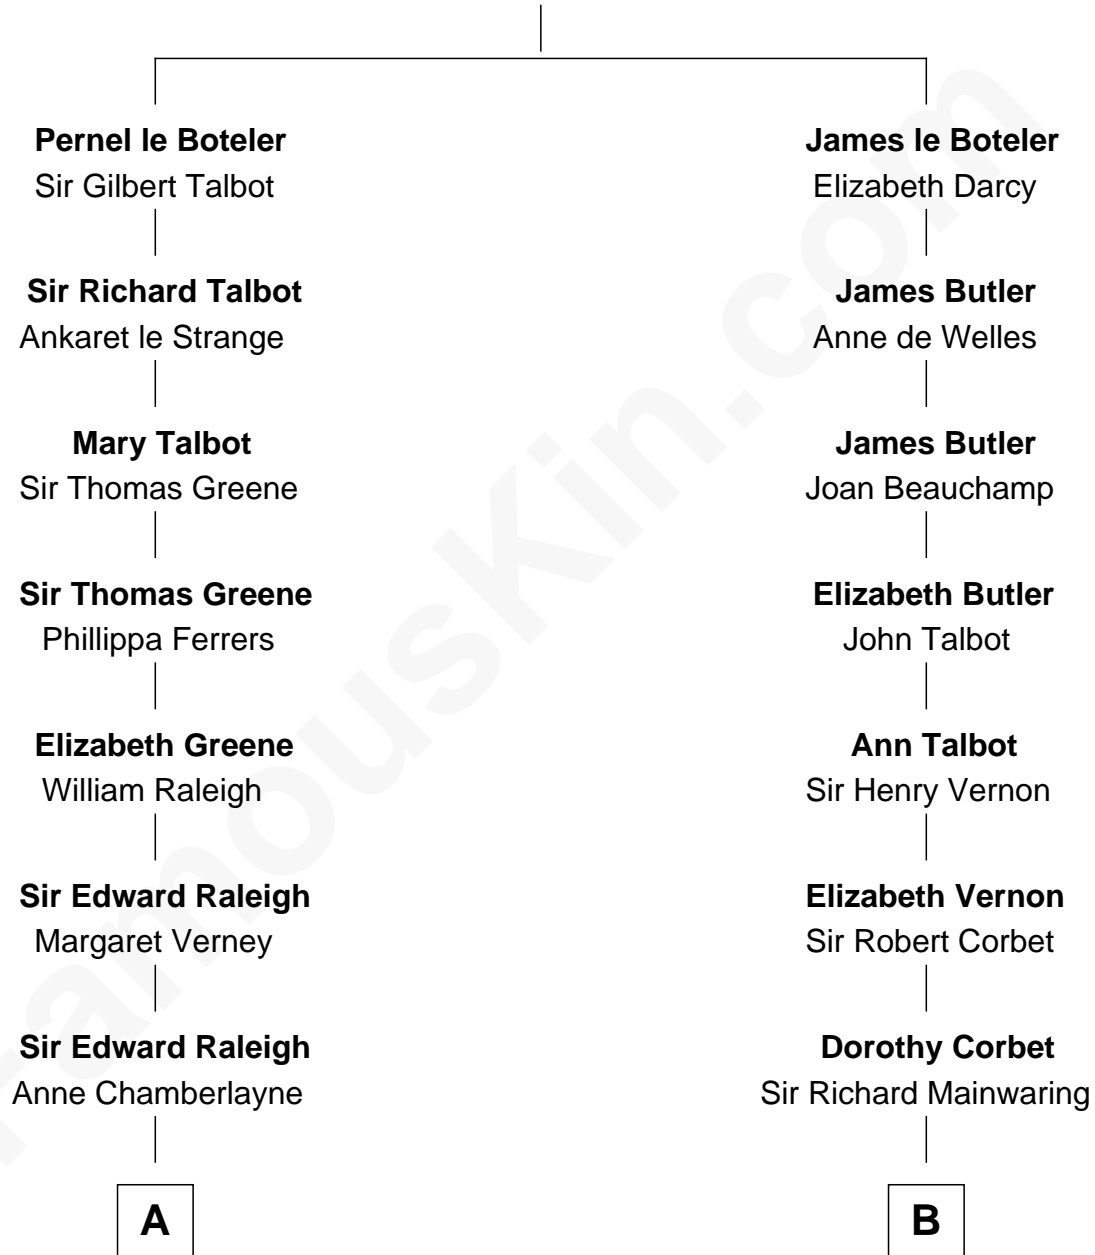 Pernel le Boteler
Sir Gilbert Talbot
James le Boteler
Elizabeth Darcy
Sir Richard Talbot
Ankaret le Strange
James Butler
Anne de Welles
Mary Talbot
Sir Thomas Greene
James Butler
Joan Beauchamp
Sir Thomas Greene
Phillippa Ferrers
Elizabeth Butler
John Talbot
Elizabeth Greene
William Raleigh
Ann Talbot
Sir Henry Vernon
Sir Edward Raleigh
Margaret Verney
Elizabeth Vernon
Sir Robert Corbet
Sir Edward Raleigh
Anne Chamberlayne
Dorothy Corbet
Sir Richard Mainwaring
A
B
FamousKin.com